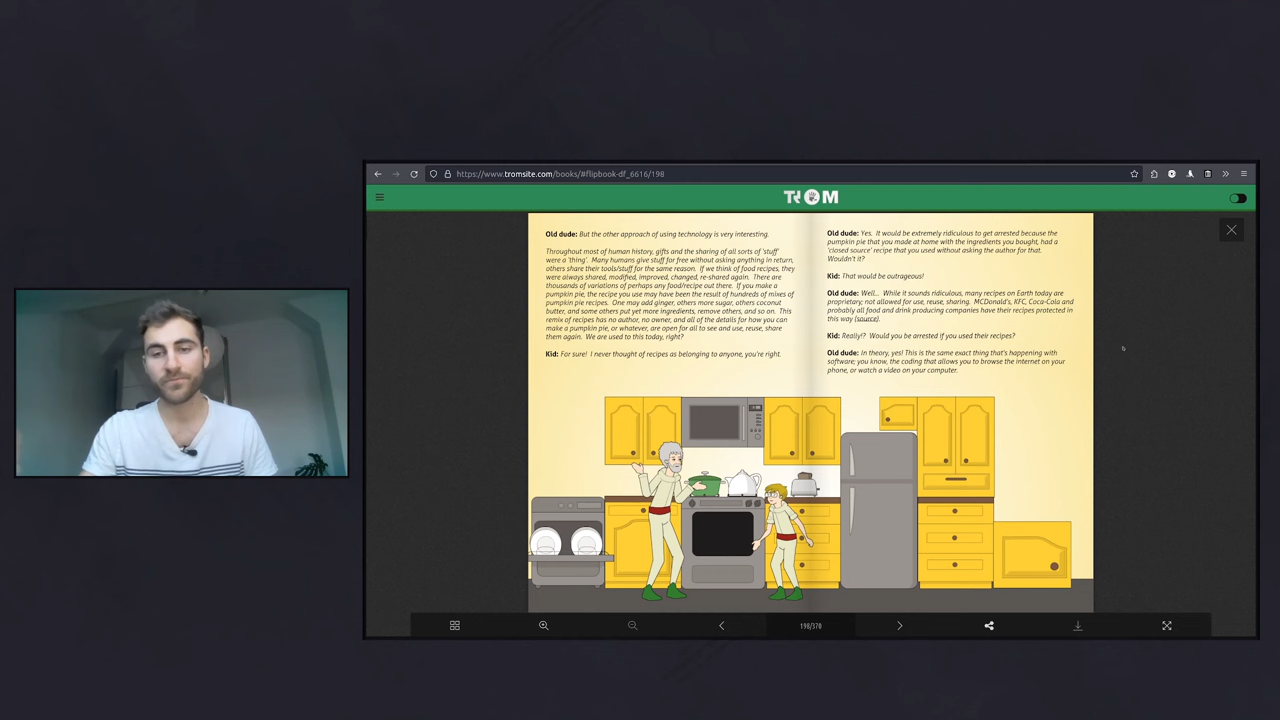 https://www.tromsite.com/books/#flipbook-df_6616/198
TROM
Old dude: But the other approach of using technology is very interesting.
Throughout most of human history, gifts and the sharing of all sorts of 'stuff'
were a 'thing'. Many humans give stuff for free without asking anything in return,
others share their tools/stuff for the same reason. If we think of food recipes, they
were always shared, modified, improved, changed, re-shared again. There are
thousands of variations of perhaps any food/recipe out there. If you make a
pumpkin pie, the recipe you use may have been the result of hundreds of mixes of
pumpkin pie recipes. One may add ginger, others more sugar, others coconut
butter, and some others put yet more ingredients, remove others, and so on. This
remix of recipes has no author, no owner, and all of the details for how you can
make a pumpkin pie, or whatever, are open for all to see and use, reuse, share
them again. We are used to this today, right?
Kid: For sure! I never thought of recipes as belonging to anyone, you're right.
Old dude: Yes. It would be extremely ridiculous to get arrested because the
pumpkin pie that you made at home with the ingredients you bought, had a
'closed source' recipe that you used without asking the author for that.
Wouldn't it?
Kid: That would be outrageous!
Old dude: Well... While it sounds ridiculous, many recipes on Earth today are
proprietary; not allowed for use, reuse, sharing. McDonald's, KFC, Coca-Cola and
probably all food and drink producing companies have their recipes protected in
this way (source).
Kid: Really!? Would you be arrested if you used their recipes?
Old dude: In theory, yes! This is the same exact thing that's happening with
software; you know, the coding that allows you to browse the internet on your
phone, or watch a video on your computer.
198/370